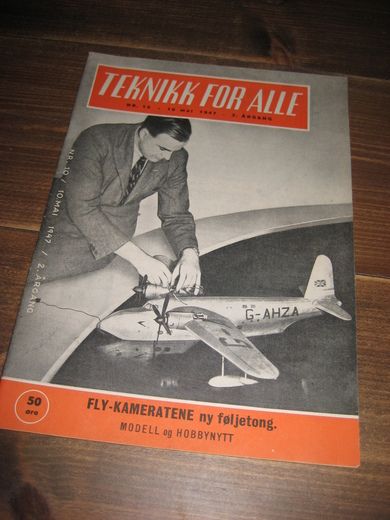 TEKNIKK FOR ALLE
NR. 10 - 10 MAI 1947 - 2. ÅRGANG
NR. 10 / 10 MAI 1947 / 2. ÅRGANG
G-AHZA
50
øre
FLY-KAMERATENE ny føljetong.
MODELL og HOBBYNYTT